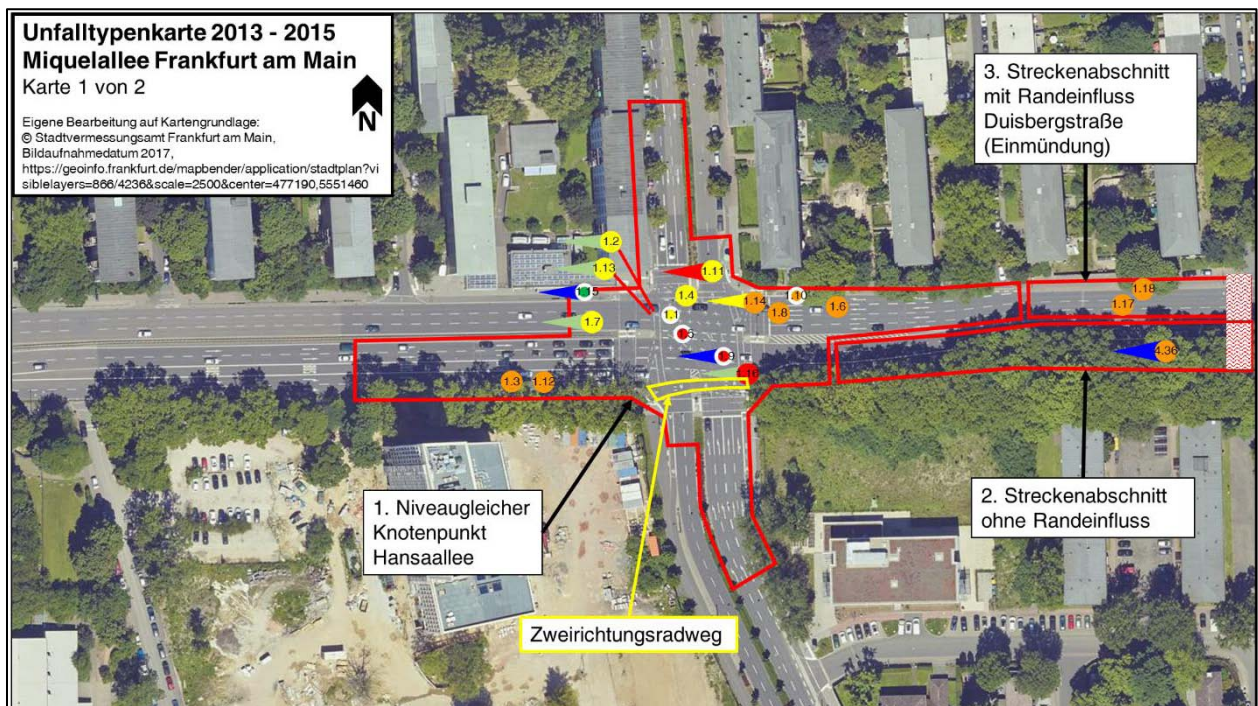 Unfalltypenkarte 2013 - 2015
Miquelallee Frankfurt am Main
Karte 1 von 2
Eigene Bearbeitung auf Kartengrundlage:
© Stadtvermessungsamt Frankfurt am Main,
Bildaufnahmedatum 2017,
https://geoinfo.frankfurt.de/mapbender/application/stadtplan?vi
siblelayers=866/4236&scale=2500&center=477190,5551460
N
3. Streckenabschnitt
mit Randeinfluss
Duisbergstraße
(Einmündung)
1.2
1.13
1.11
1.15
1.4
1.14
1.10
1.6
1.18
1.17
1.7
1.1
1.8
1.5
1.9
4.36
1.16
1.3
1.12
1. Niveaugleicher
Knotenpunkt
Hansaallee
2. Streckenabschnitt
ohne Randeinfluss
Zweirichtungsradweg